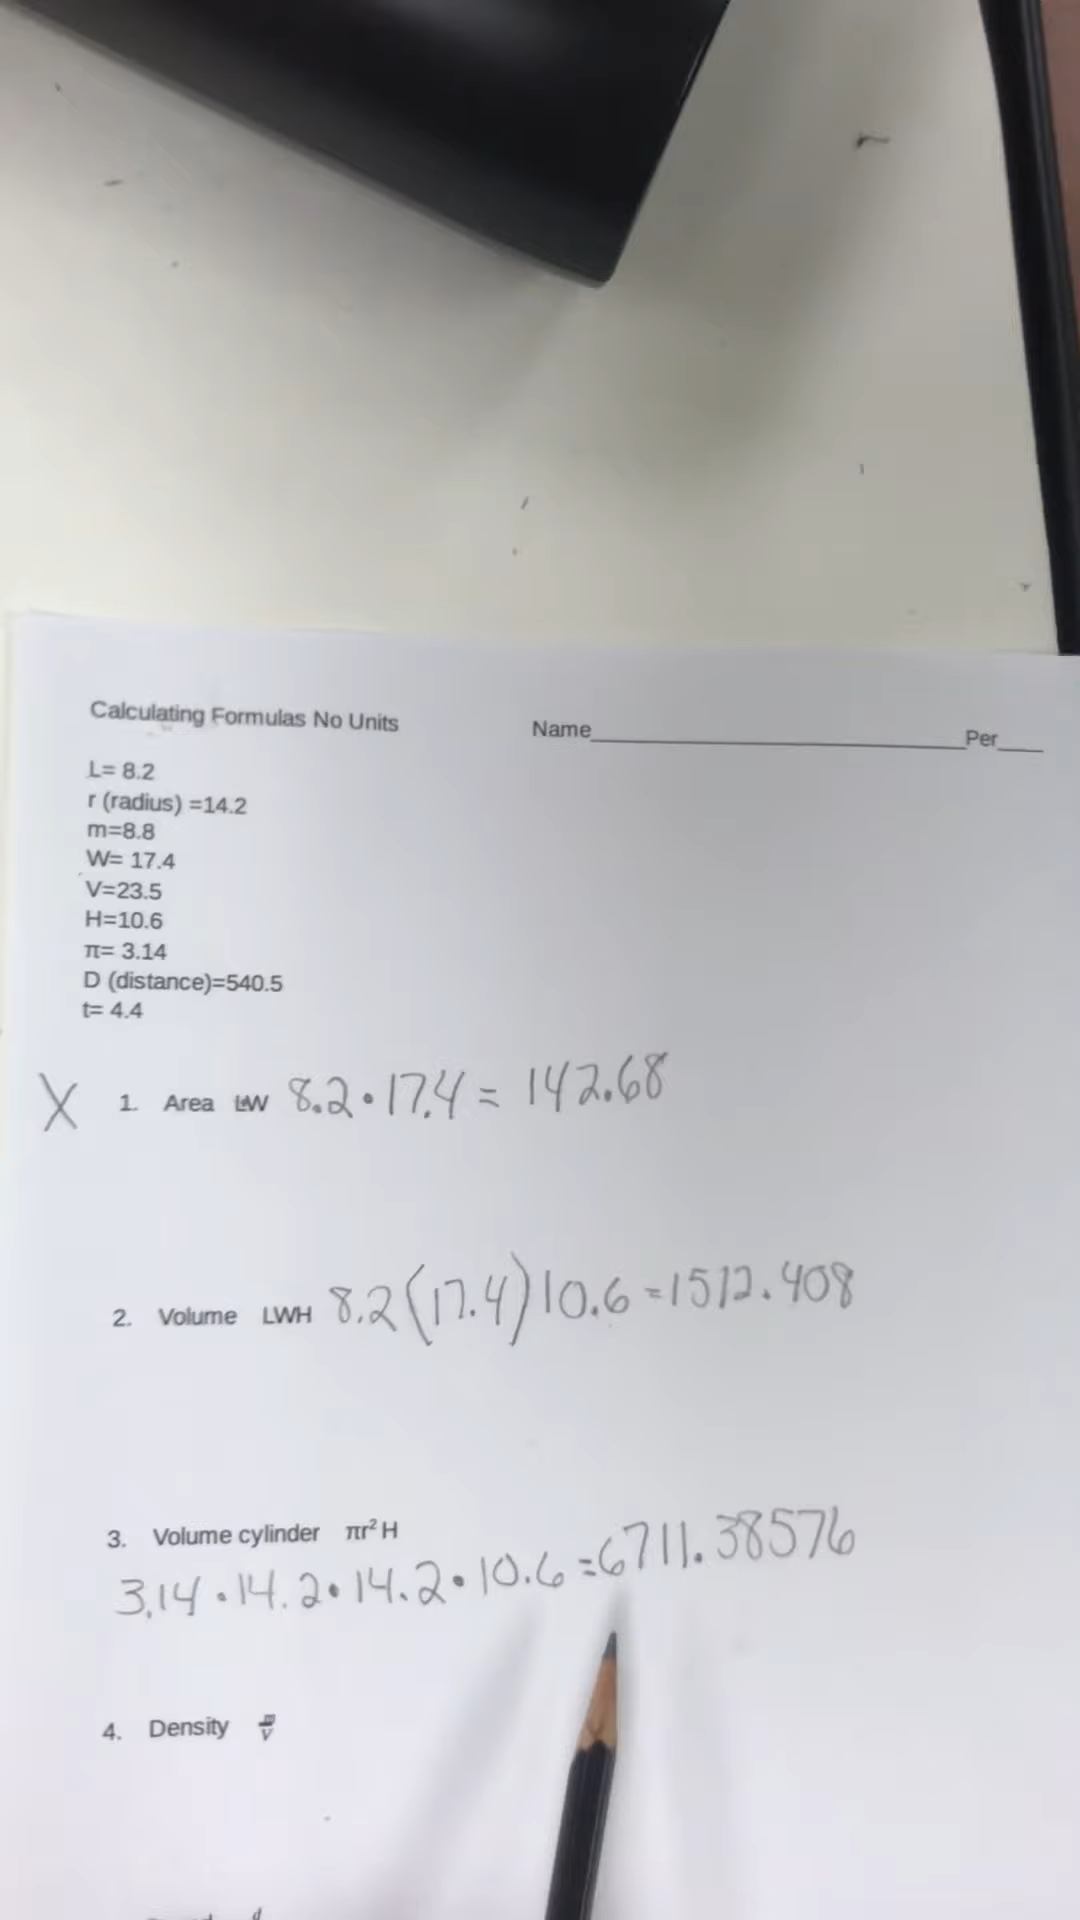 Calculating Formulas No Units Name__________ Per___
L= 8.2
r (radius) =14.2
m=8.8
W= 17.4
V=23.5
H=10.6
π= 3.14
D (distance)=540.5
t= 4.4
X 1. Area LW 8.2•17.4= 142.68
2. Volume LWH 8.2(17.4)10.6=1512.408
3. Volume cylinder πr² H
3.14•14.2•14.2•10.6=6711.38576
4. Density m/V
d